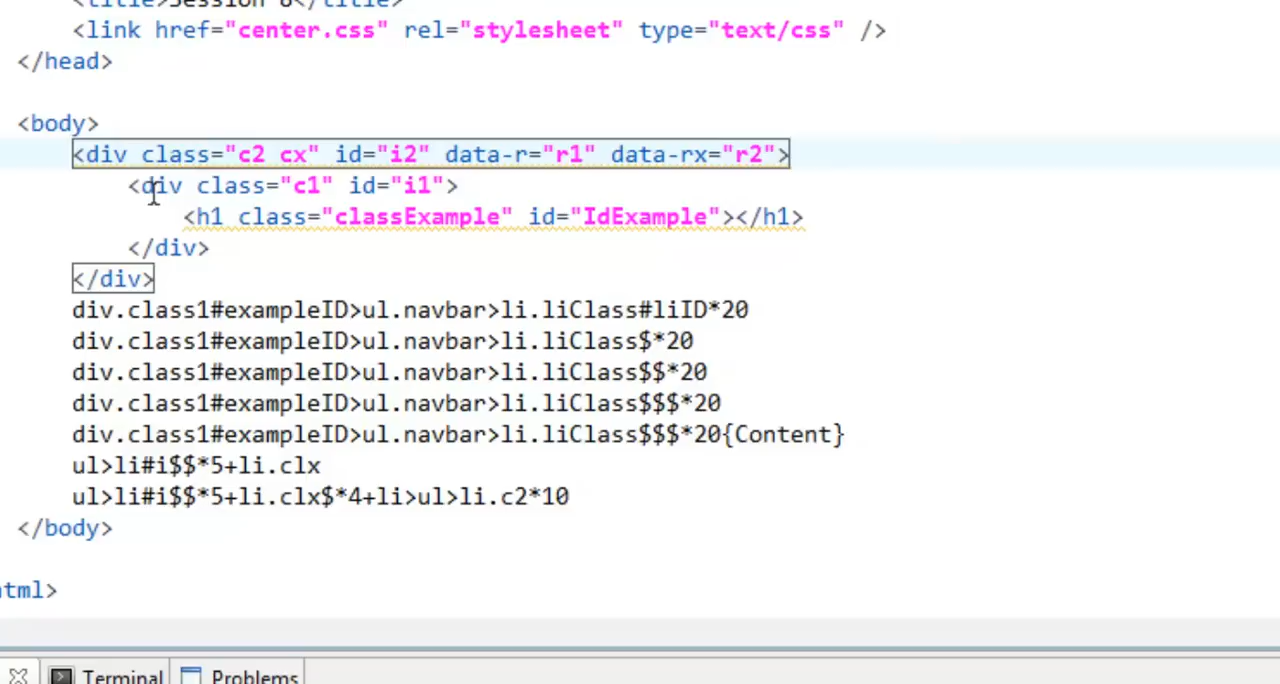 <title>Session 8</title>
<link href="center.css" rel="stylesheet" type="text/css" />
</head>
<body>
<div class="c2 cx" id="i2" data-r="r1" data-rx="r2">
<div class="c1" id="i1">
<h1 class="classExample" id="IdExample"></h1>
</div>
</div>
div.class1#exampleID>ul.navbar>li.liClass#liID*20
div.class1#exampleID>ul.navbar>li.liClass$*20
div.class1#exampleID>ul.navbar>li.liClass$$*20
div.class1#exampleID>ul.navbar>li.liClass$$$*20
div.class1#exampleID>ul.navbar>li.liClass$$$*20{Content}
ul>li#i$$*5+li.clx
ul>li#i$$*5+li.clx$*4+li>ul>li.c2*10
</body>
html>
Terminal Problems